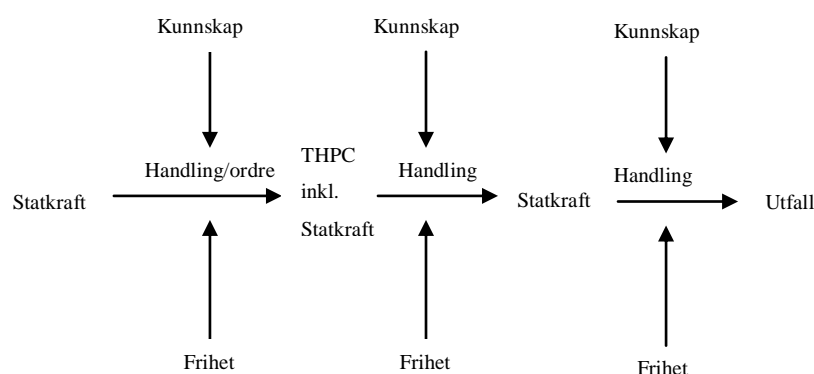 Kunnskap
Kunnskap
Kunnskap
Handling/ordre
THPC
inkl.
Statkraft
Handling
Handling
Statkraft
Statkraft
Utfall
Frihet
Frihet
Frihet